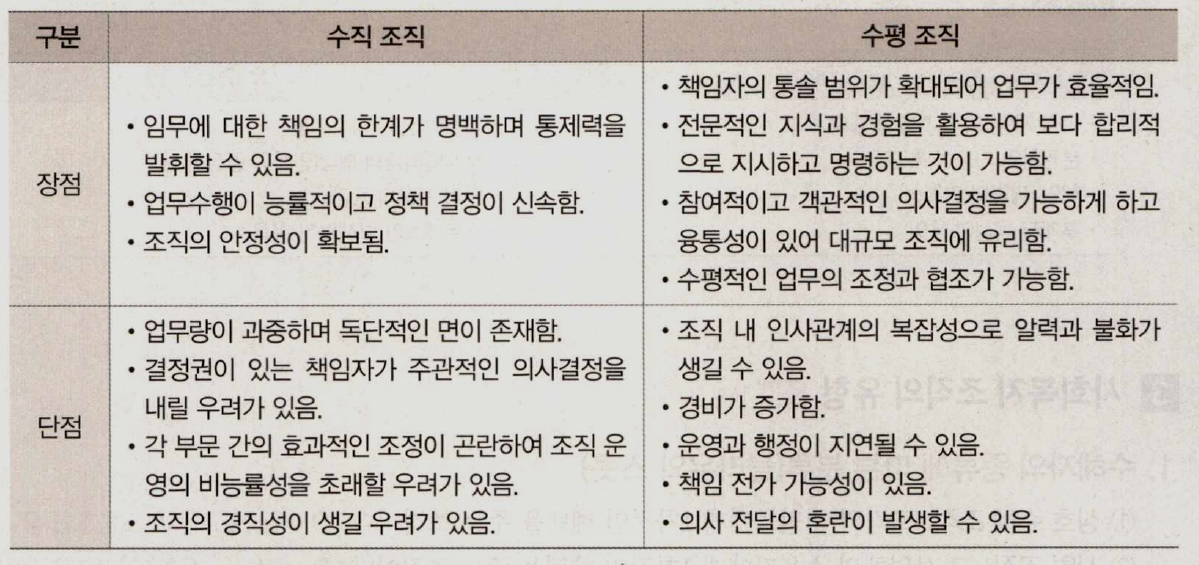 구분
수직 조직
수평 조직
장점
• 임무에 대한 책임의 한계가 명백하며 통제력을
발휘할 수 있음.
• 업무수행이 능률적이고 정책 결정이 신속함.
• 조직의 안정성이 확보됨.
• 책임자의 통솔 범위가 확대되어 업무가 효율적임.
• 전문적인 지식과 경험을 활용하여 보다 합리적
으로 지시하고 명령하는 것이 가능함.
• 참여적이고 객관적인 의사결정을 가능하게 하고
융통성이 있어 대규모 조직에 유리함.
• 수평적인 업무의 조정과 협조가 가능함.
단점
• 업무량이 과중하며 독단적인 면이 존재함.
• 결정권이 있는 책임자가 주관적인 의사결정을
내릴 우려가 있음.
• 각 부문 간의 효과적인 조정이 곤란하여 조직 운
영의 비능률성을 초래할 우려가 있음.
• 조직의 경직성이 생길 우려가 있음.
• 조직 내 인사관계의 복잡성으로 알력과 불화가
생길 수 있음.
• 경비가 증가함.
• 운영과 행정이 지연될 수 있음.
• 책임 전가 가능성이 있음.
• 의사 전달의 혼란이 발생할 수 있음.